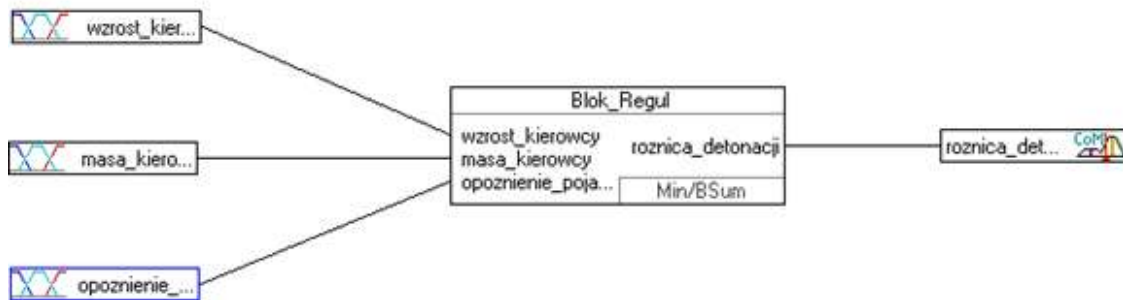 wzrost_kier...
Blok_Regul
wzrost_kierowcy
masa_kierowcy
opoznienie_poja...
roznica_detonacji
Min/BSum
masa_kiero...
roznica_det...
CoM
opoznienie_...